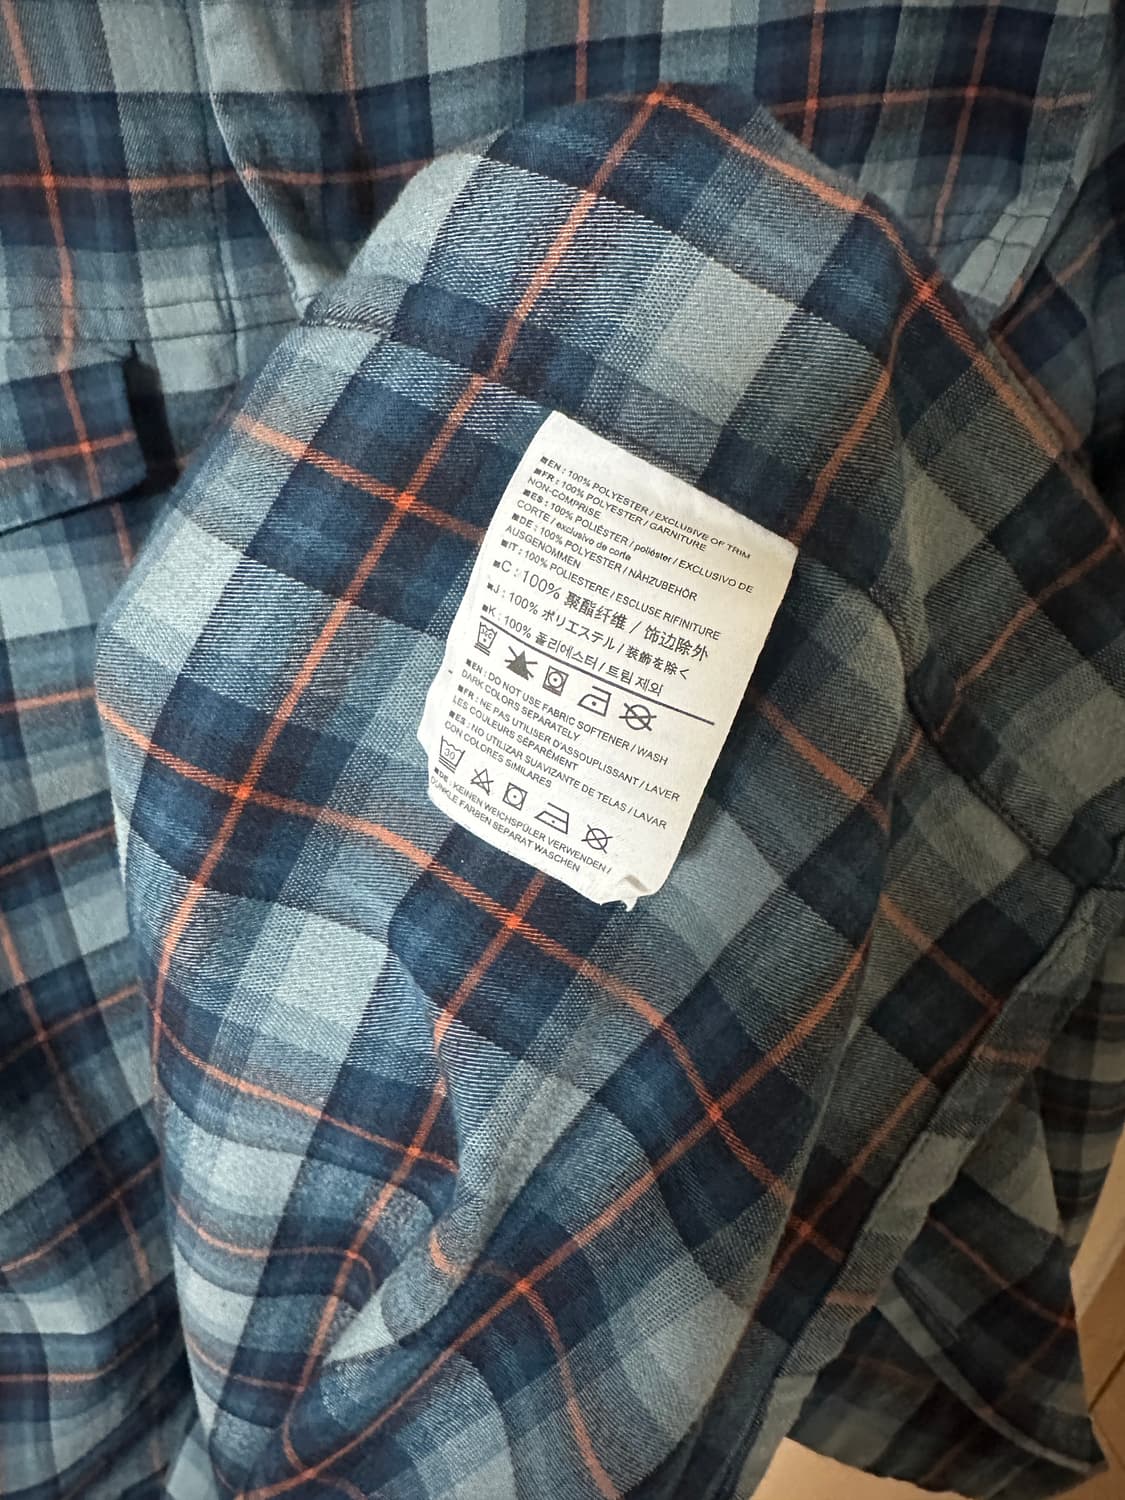 ■EN : 100% POLYESTER / EXCLUSIVE OF TRIM
■FR : 100% POLYESTER / GARNITURE
NON-COMPRISE
■ES : 100% POLIÉSTER / poliéster / EXCLUSIVO DE
CORTE / exclusivo de corte
■DE : 100% POLYESTER / NÄHZUBEHÖR
AUSGENOMMEN
■IT : 100% POLIESTERE / ESCLUSE RIFINITURE
■C : 100% 聚酯纤维 / 饰边除外
■J : 100% ポリエステル / 装飾を除く
■K : 100% 폴리에스터 / 트림 제외
30
■EN : DO NOT USE FABRIC SOFTENER / WASH
DARK COLORS SEPARATELY
■FR : NE PAS UTILISER D'ASSOUPLISSANT / LAVER
LES COULEURS SÉPARÉMENT
■ES : NO UTILIZAR SUAVIZANTE DE TELAS / LAVAR
CON COLORES SIMILARES
30
■DE : KEINEN WEICHSPÜLER VERWENDEN /
DUNKLE FARBEN SEPARAT WASCHEN